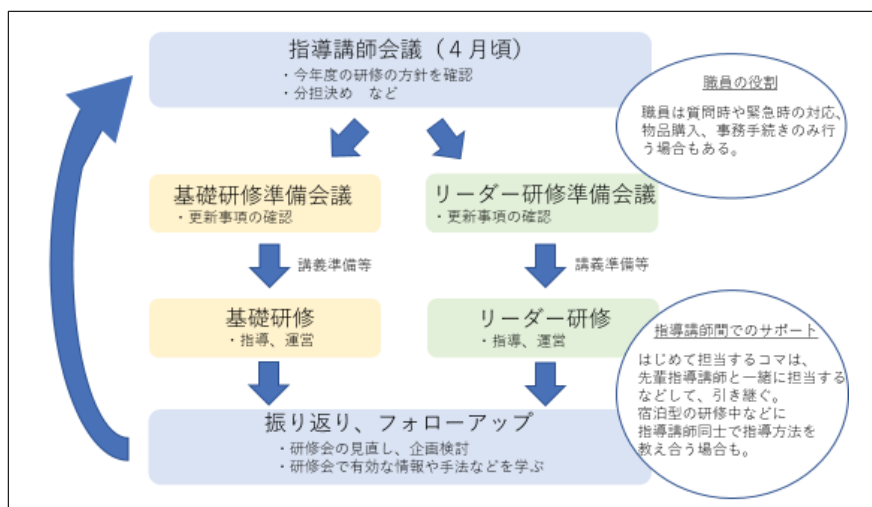 指導講師会議（４月頃）
・今年度の研修の方針を確認
・分担決め　など
職員の役割
職員は質問時や緊急時の対応、
物品購入、事務手続きのみ行
う場合もある。
基礎研修準備会議
・更新事項の確認
リーダー研修準備会議
・更新事項の確認
講義準備等
講義準備等
基礎研修
・指導、運営
リーダー研修
・指導、運営
指導講師間でのサポート
はじめて担当するコマは、
先輩指導講師と一緒に担当する
などして、引き継ぐ。
宿泊型の研修中などに
指導講師同士で指導方法を
教え合う場合も。
振り返り、フォローアップ
・研修会の見直し、企画検討
・研修会で有効な情報や手法などを学ぶ